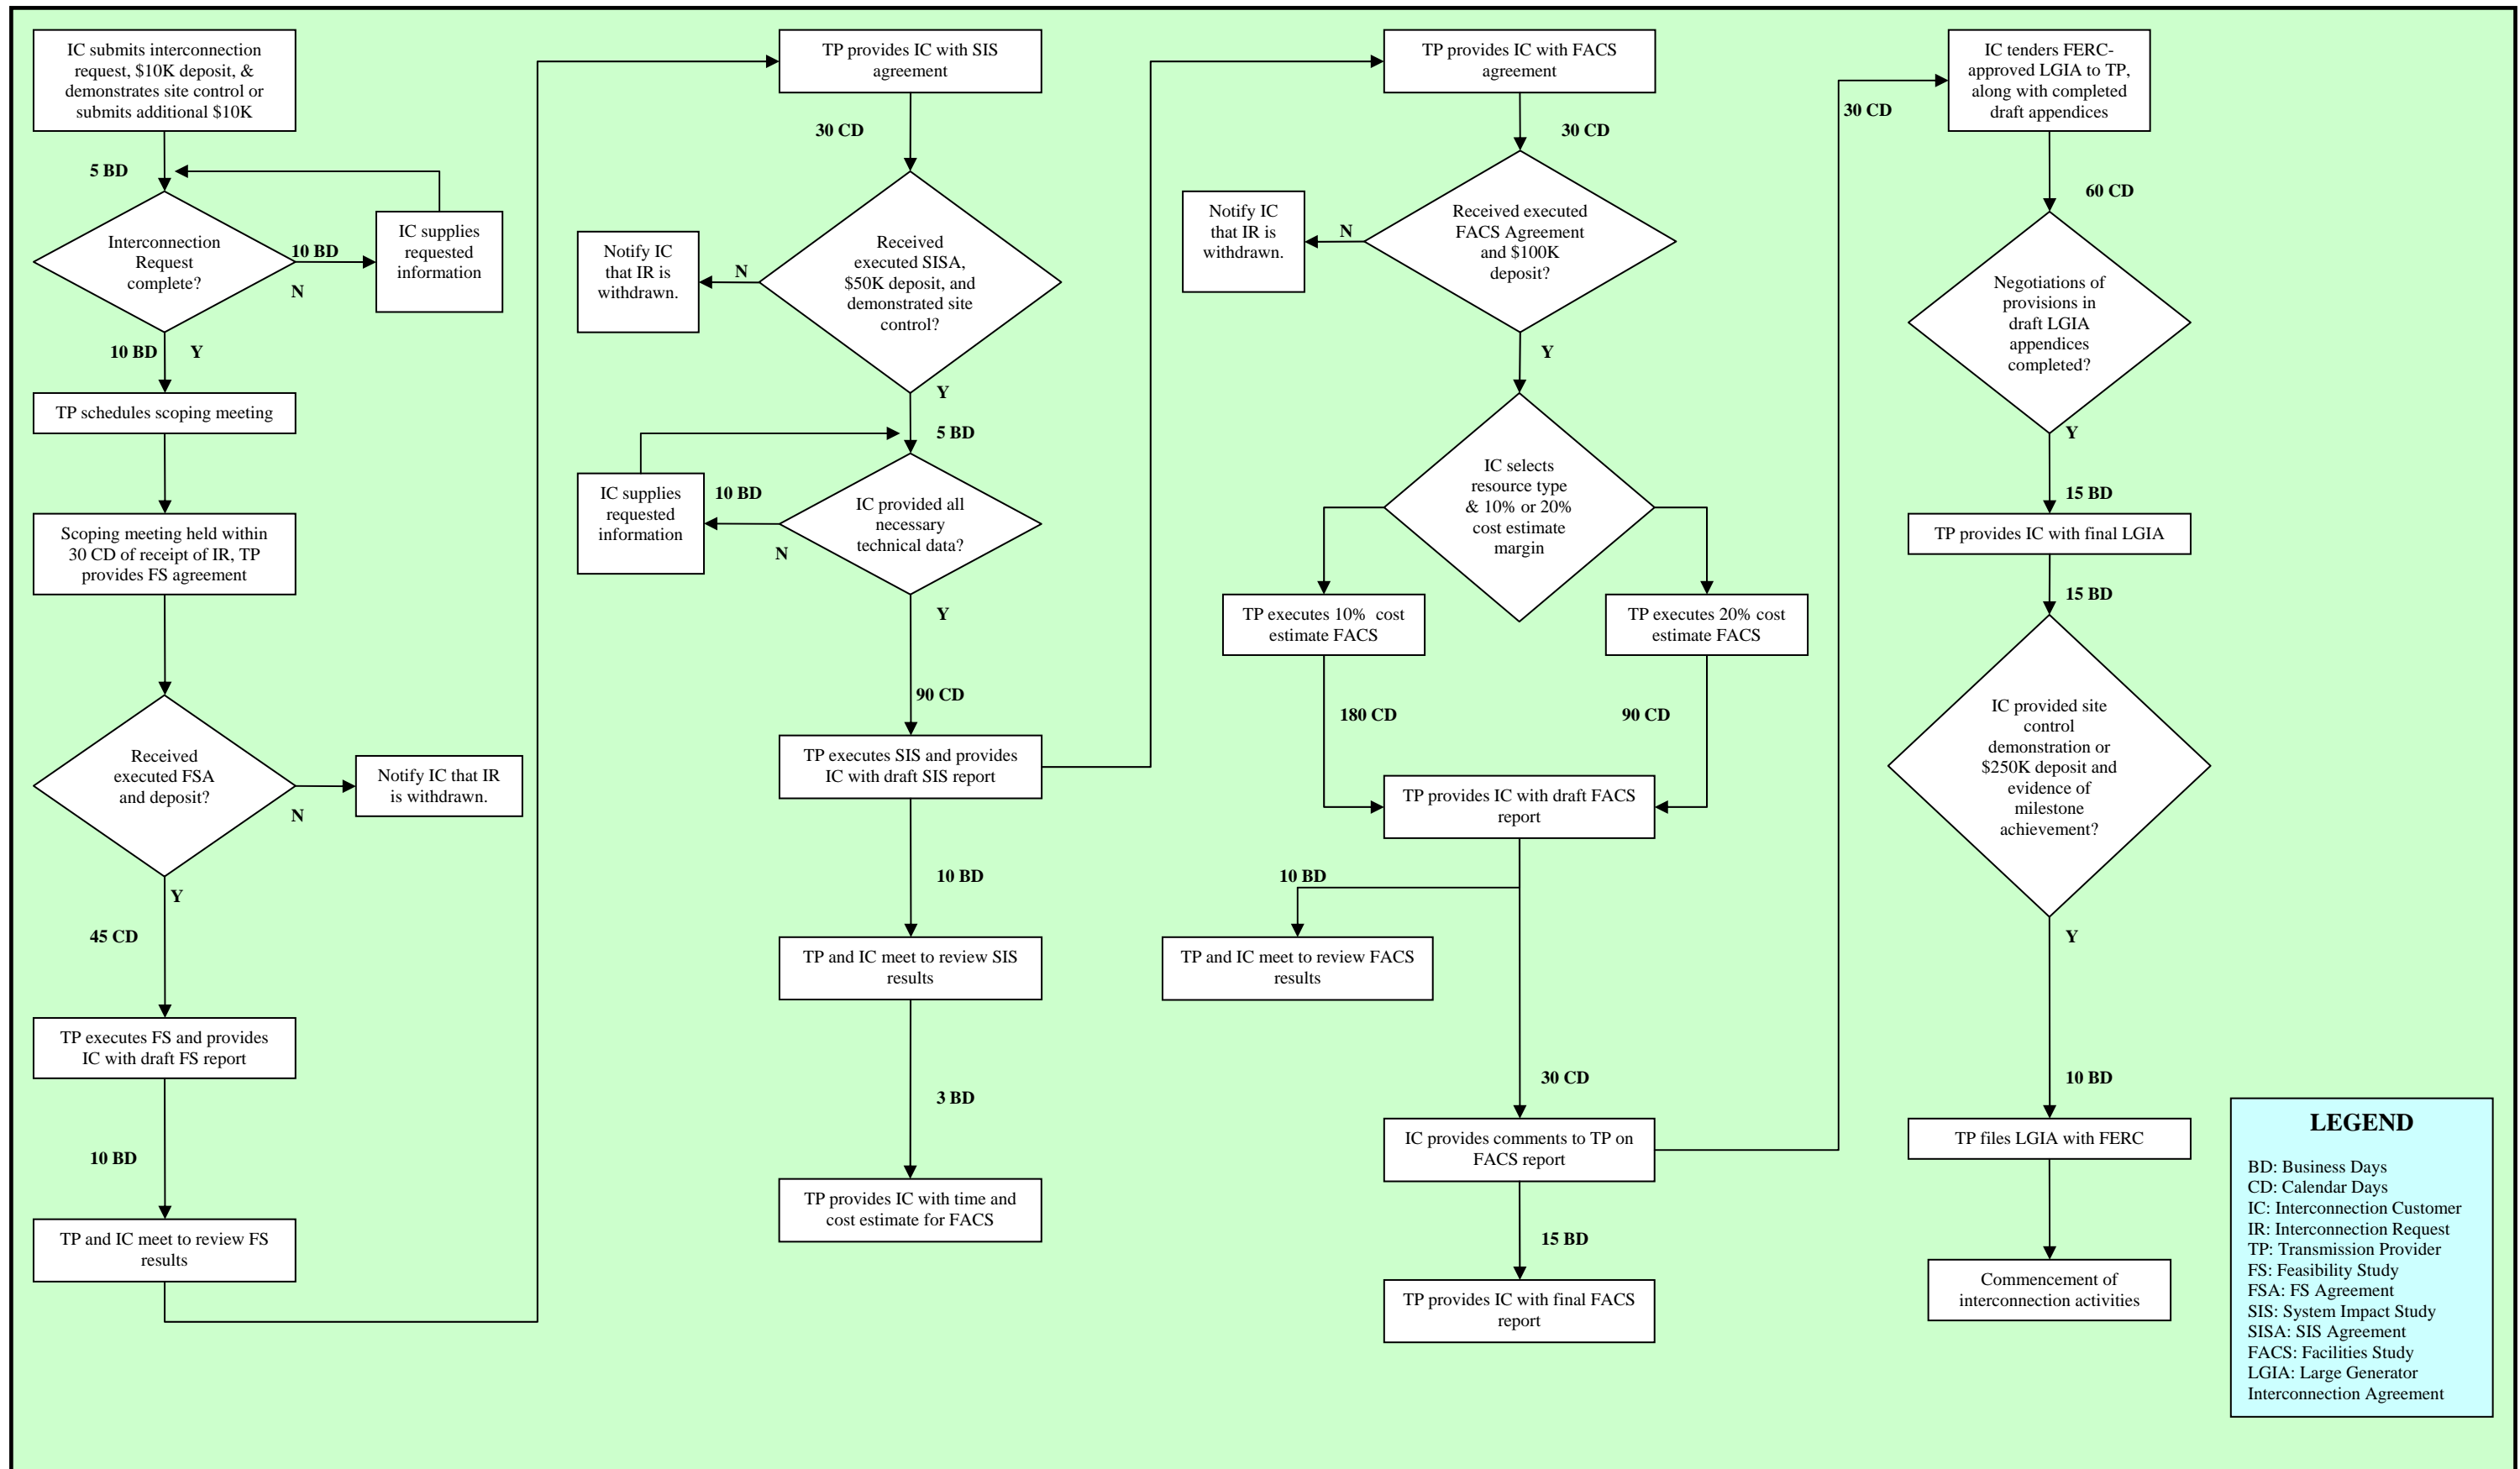 IC submits interconnection
request, $10K deposit, &
demonstrates site control or
submits additional $10K
5 BD
Interconnection
Request
complete?
10 BD
N
IC supplies
requested
information
10 BD
Y
TP schedules scoping meeting
Scoping meeting held within
30 CD of receipt of IR, TP
provides FS agreement
Received
executed FSA
and deposit?
N
Notify IC that IR
is withdrawn.
Y
45 CD
TP executes FS and provides
IC with draft FS report
10 BD
TP and IC meet to review FS
results
TP provides IC with SIS
agreement
30 CD
Received
executed SISA,
$50K deposit, and
demonstrated site
control?
N
Notify IC
that IR is
withdrawn.
Y
5 BD
IC provided all
necessary
technical data?
10 BD
N
IC supplies
requested
information
Y
90 CD
TP executes SIS and provides
IC with draft SIS report
10 BD
TP and IC meet to review SIS
results
3 BD
TP provides IC with time and
cost estimate for FACS
TP provides IC with FACS
agreement
30 CD
Received executed
FACS Agreement
and $100K
deposit?
N
Notify IC
that IR is
withdrawn.
Y
IC selects
resource type
& 10% or 20%
cost estimate
margin
TP executes 10% cost
estimate FACS
TP executes 20% cost
estimate FACS
180 CD
90 CD
TP provides IC with draft FACS
report
10 BD
TP and IC meet to review FACS
results
30 CD
IC provides comments to TP on
FACS report
15 BD
TP provides IC with final FACS
report
30 CD
IC tenders FERC-
approved LGIA to TP,
along with completed
draft appendices
60 CD
Negotiations of
provisions in
draft LGIA
appendices
completed?
Y
15 BD
TP provides IC with final LGIA
15 BD
IC provided site
control
demonstration or
$250K deposit and
evidence of
milestone
achievement?
Y
10 BD
TP files LGIA with FERC
Commencement of
interconnection activities
LEGEND
BD: Business Days
CD: Calendar Days
IC: Interconnection Customer
IR: Interconnection Request
TP: Transmission Provider
FS: Feasibility Study
FSA: FS Agreement
SIS: System Impact Study
SISA: SIS Agreement
FACS: Facilities Study
LGIA: Large Generator
Interconnection Agreement